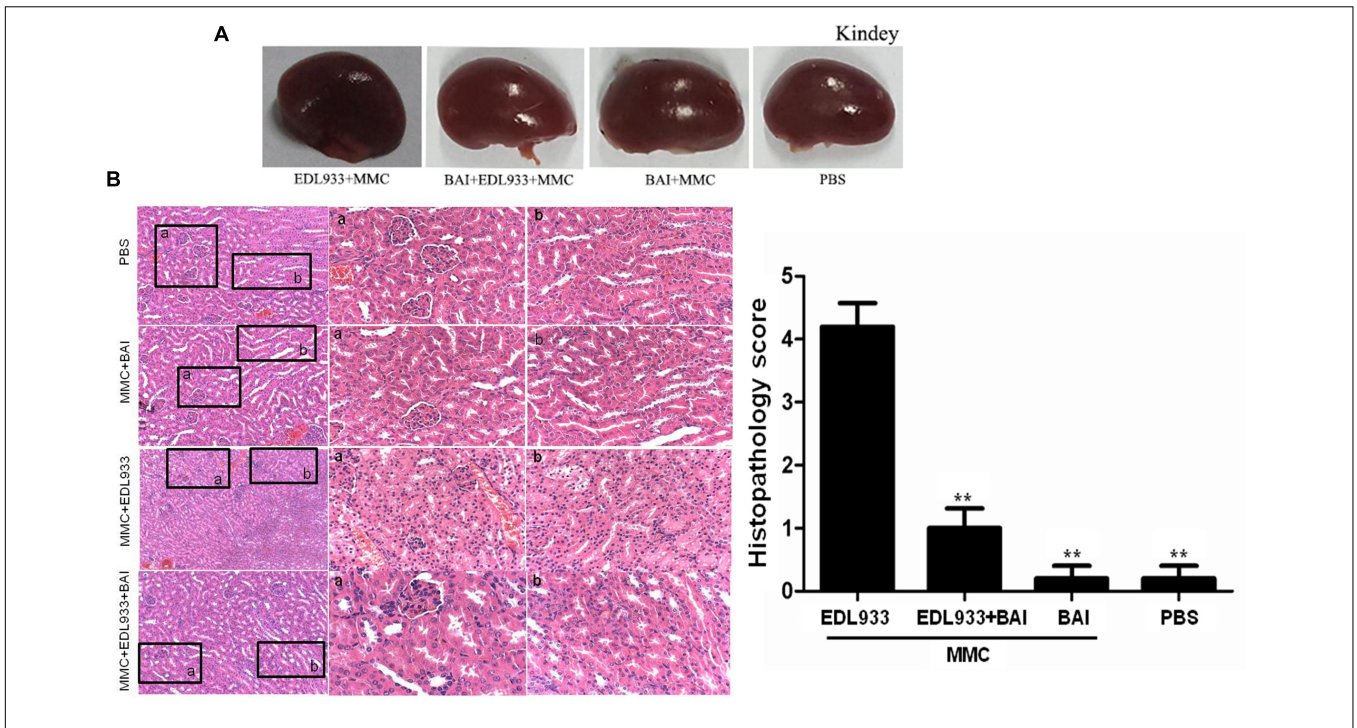 A
Kindey
EDL933+MMC
BAI+EDL933+MMC
BAI+MMC
PBS
B
PBS
a
b
a
b
MMC+BAI
a
b
a
b
MMC+EDL933
a
b
a
b
MMC+EDL933+BAI
a
b
a
b
Histopathology score
5
4
3
2
1
0
**
**
**
EDL933
EDL933+BAI
BAI
PBS
MMC